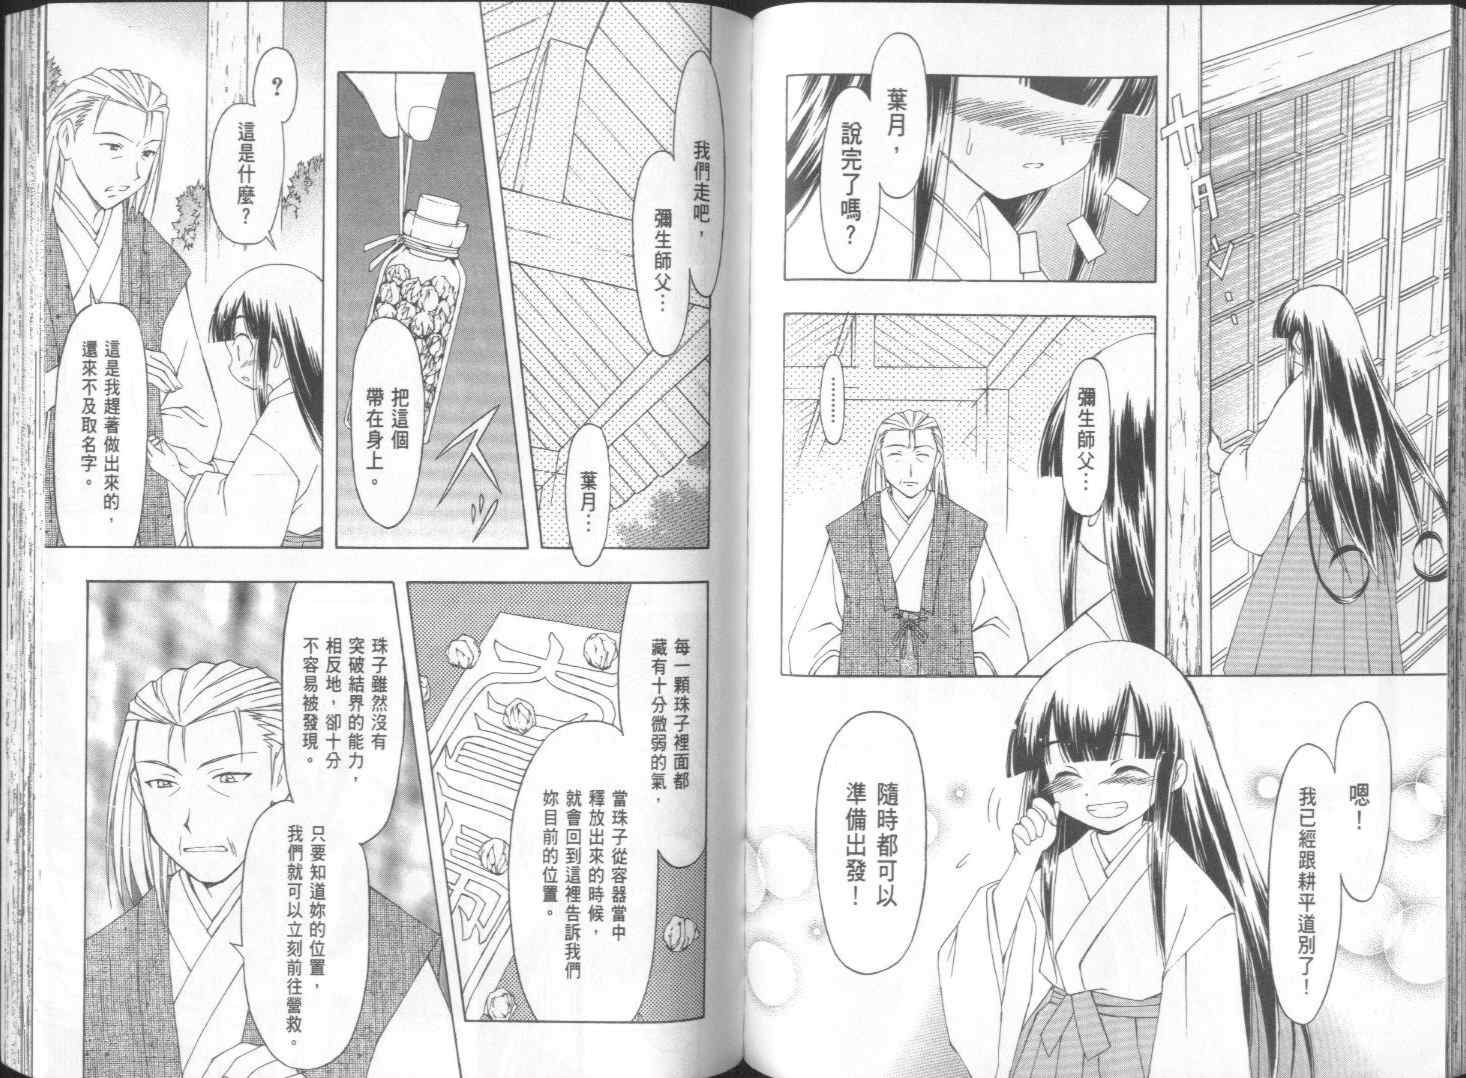 カタ
葉月，
說完了嗎？
彌生師父…
…………
嗯！
我已經跟耕平道別了！
隨時都可以
準備出發！
我們走吧，
彌生師父…
葉月…
把這個
帶在身上。
？
這是什麼？
這是我趕著做出來的，
還來不及取名字。
每一顆珠子裡面都
藏有十分微弱的氣，
當珠子從容器當中
釋放出來的時候，
就會回到這裡告訴我們
妳目前的位置。
珠子雖然沒有
突破結界的能力，
相反地，卻十分
不容易被發現。
只要知道妳的位置，
我們就可以立刻前往營救。